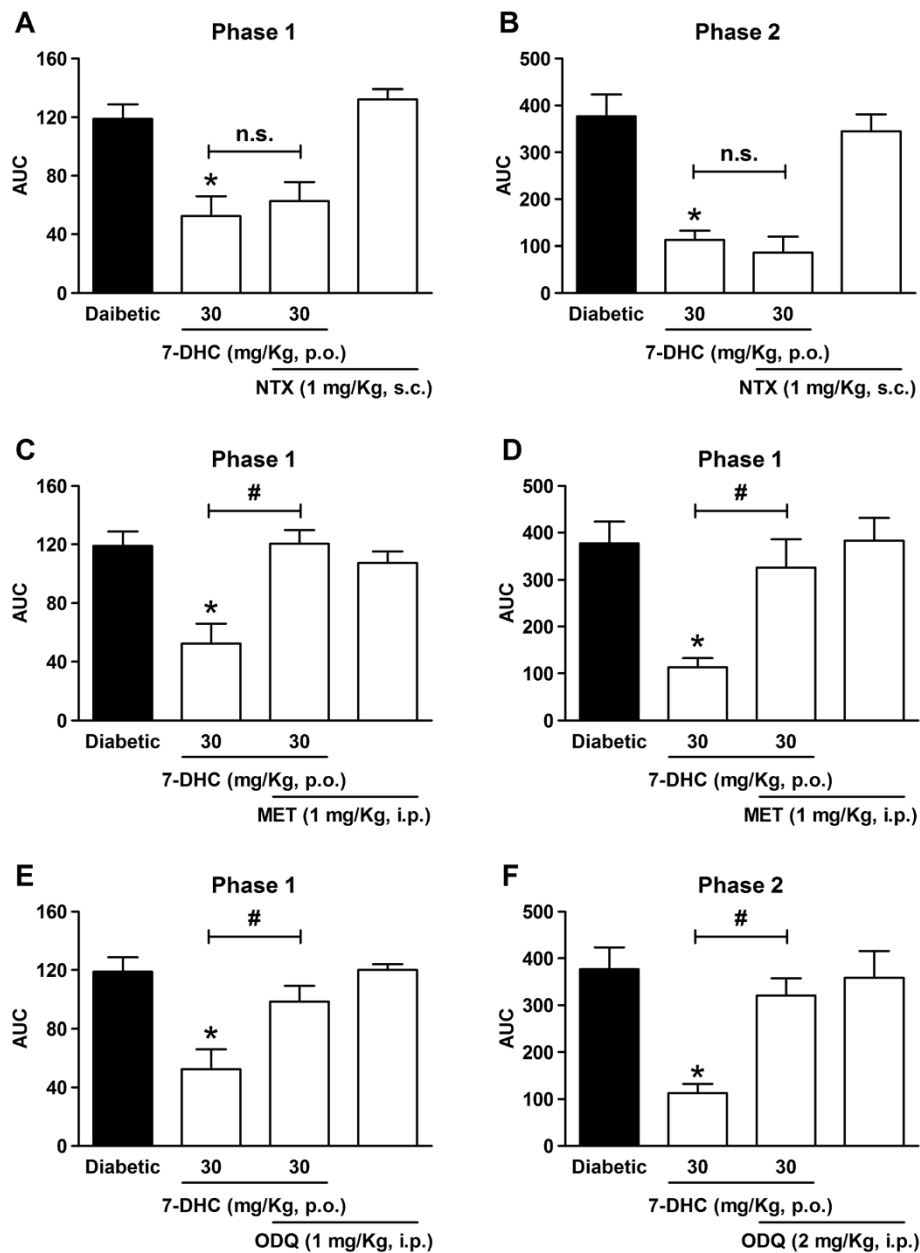 A
Phase 1
160
120
80
40
0
AUC
*
n.s.
Daibetic
30
30
7-DHC (mg/Kg, p.o.)
NTX (1 mg/Kg, s.c.)
B
Phase 2
500
400
300
200
100
0
AUC
*
n.s.
Diabetic
30
30
7-DHC (mg/Kg, p.o.)
NTX (1 mg/Kg, s.c.)
C
Phase 1
160
120
80
40
0
AUC
*
#
Diabetic
30
30
7-DHC (mg/Kg, p.o.)
MET (1 mg/Kg, i.p.)
D
Phase 1
500
400
300
200
100
0
AUC
*
#
Diabetic
30
30
7-DHC (mg/Kg, p.o.)
MET (1 mg/Kg, i.p.)
E
Phase 1
160
120
80
40
0
AUC
*
#
Diabetic
30
30
7-DHC (mg/Kg, p.o.)
ODQ (1 mg/Kg, i.p.)
F
Phase 2
500
400
300
200
100
0
AUC
*
#
Diabetic
30
30
7-DHC (mg/Kg, p.o.)
ODQ (2 mg/Kg, i.p.)